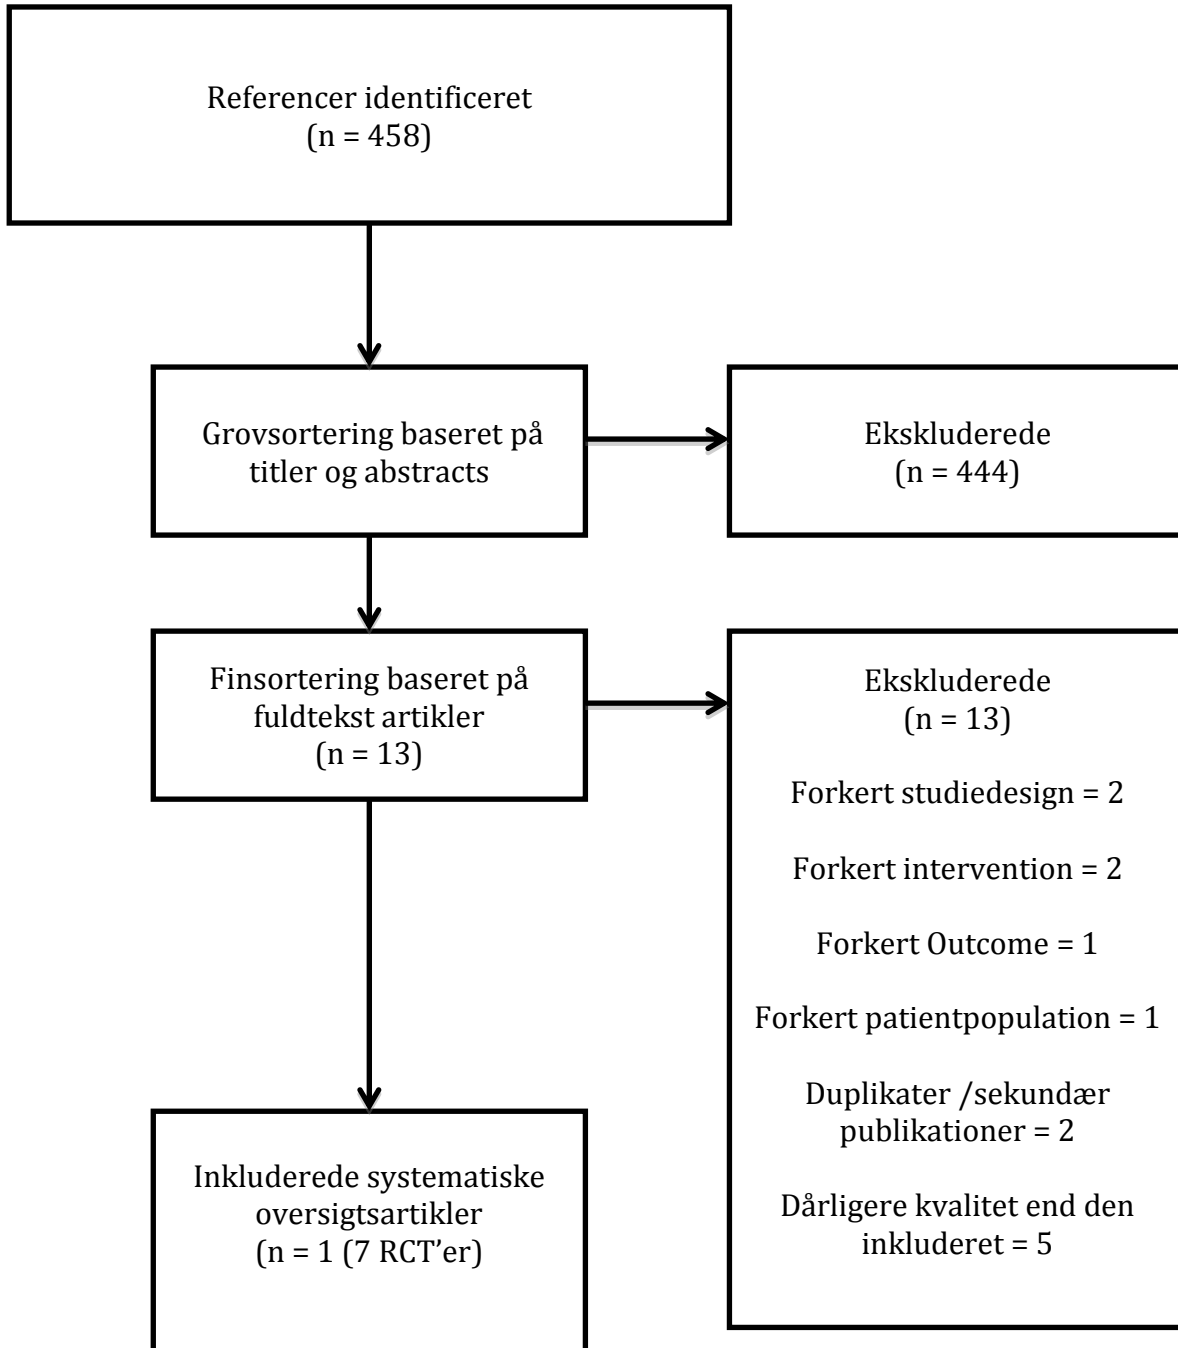 Referencer identificeret
(n = 458)
Grovsortering baseret på
titler og abstracts
Ekskluderede
(n = 444)
Finsortering baseret på
fuldtekst artikler
(n = 13)
Ekskluderede
(n = 13)
Forkert studiedesign = 2
Forkert intervention = 2
Forkert Outcome = 1
Forkert patientpopulation = 1
Duplikater /sekundær
publikationer = 2
Dårligere kvalitet end den
inkluderet = 5
Inkluderede systematiske
oversigtsartikler
(n = 1 (7 RCT’er)